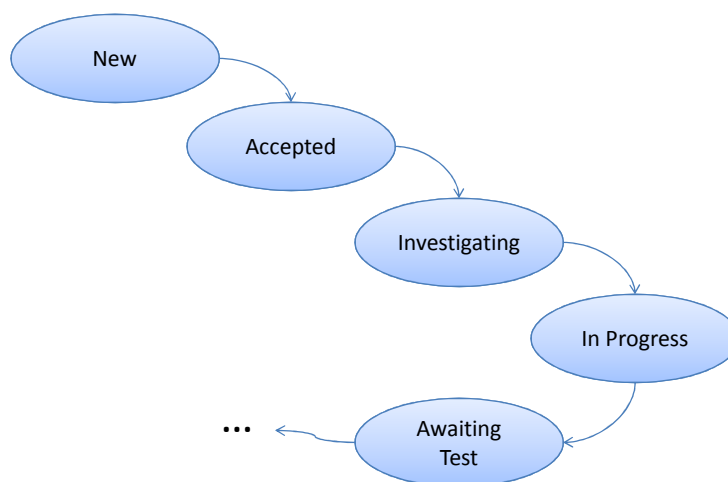 New
Accepted
Investigating
In Progress
Awaiting
Test
...